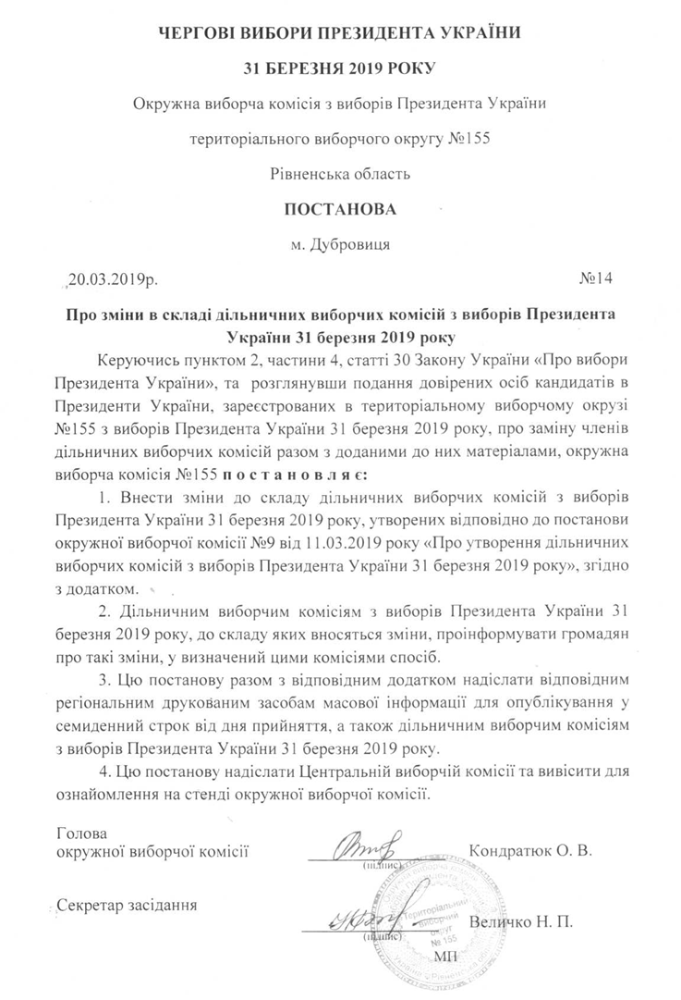 ЧЕРГОВІ ВИБОРИ ПРЕЗИДЕНТА УКРАЇНИ
31 БЕРЕЗНЯ 2019 РОКУ
Окружна виборча комісія з виборів Президента України
територіального виборчого округу №155
Рівненська область
ПОСТАНОВА
м. Дубровиця
20.03.2019р. №14
Про зміни в складі дільничних виборчих комісій з виборів Президента
України 31 березня 2019 року
Керуючись пунктом 2, частини 4, статті 30 Закону України «Про вибори
Президента України», та розглянувши подання довірених осіб кандидатів в
Президенти України, зареєстрованих в територіальному виборчому окрузі
№155 з виборів Президента України 31 березня 2019 року, про заміну членів
дільничних виборчих комісій разом з доданими до них матеріалами, окружна
виборча комісія №155 п о с т а н о в л я є:
1. Внести зміни до складу дільничних виборчих комісій з виборів
Президента України 31 березня 2019 року, утворених відповідно до постанови
окружної виборчої комісії №9 від 11.03.2019 року «Про утворення дільничних
виборчих комісій з виборів Президента України 31 березня 2019 року», згідно
з додатком.
2. Дільничним виборчим комісіям з виборів Президента України 31
березня 2019 року, до складу яких вносяться зміни, проінформувати громадян
про такі зміни, у визначений цими комісіями спосіб.
3. Цю постанову разом з відповідним додатком надіслати відповідним
регіональним друкованим засобам масової інформації для опублікування у
семиденний строк від дня прийняття, а також дільничним виборчим комісіям
з виборів Президента України 31 березня 2019 року.
4. Цю постанову надіслати Центральній виборчій комісії та вивісити для
ознайомлення на стенді окружної виборчої комісії.
Голова
окружної виборчої комісії Кондратюк О. В.
(підпис)
Секретар засідання
Величко Н. П.
(підпис)
Територіальний
виборчий
округ
№ 155
МП